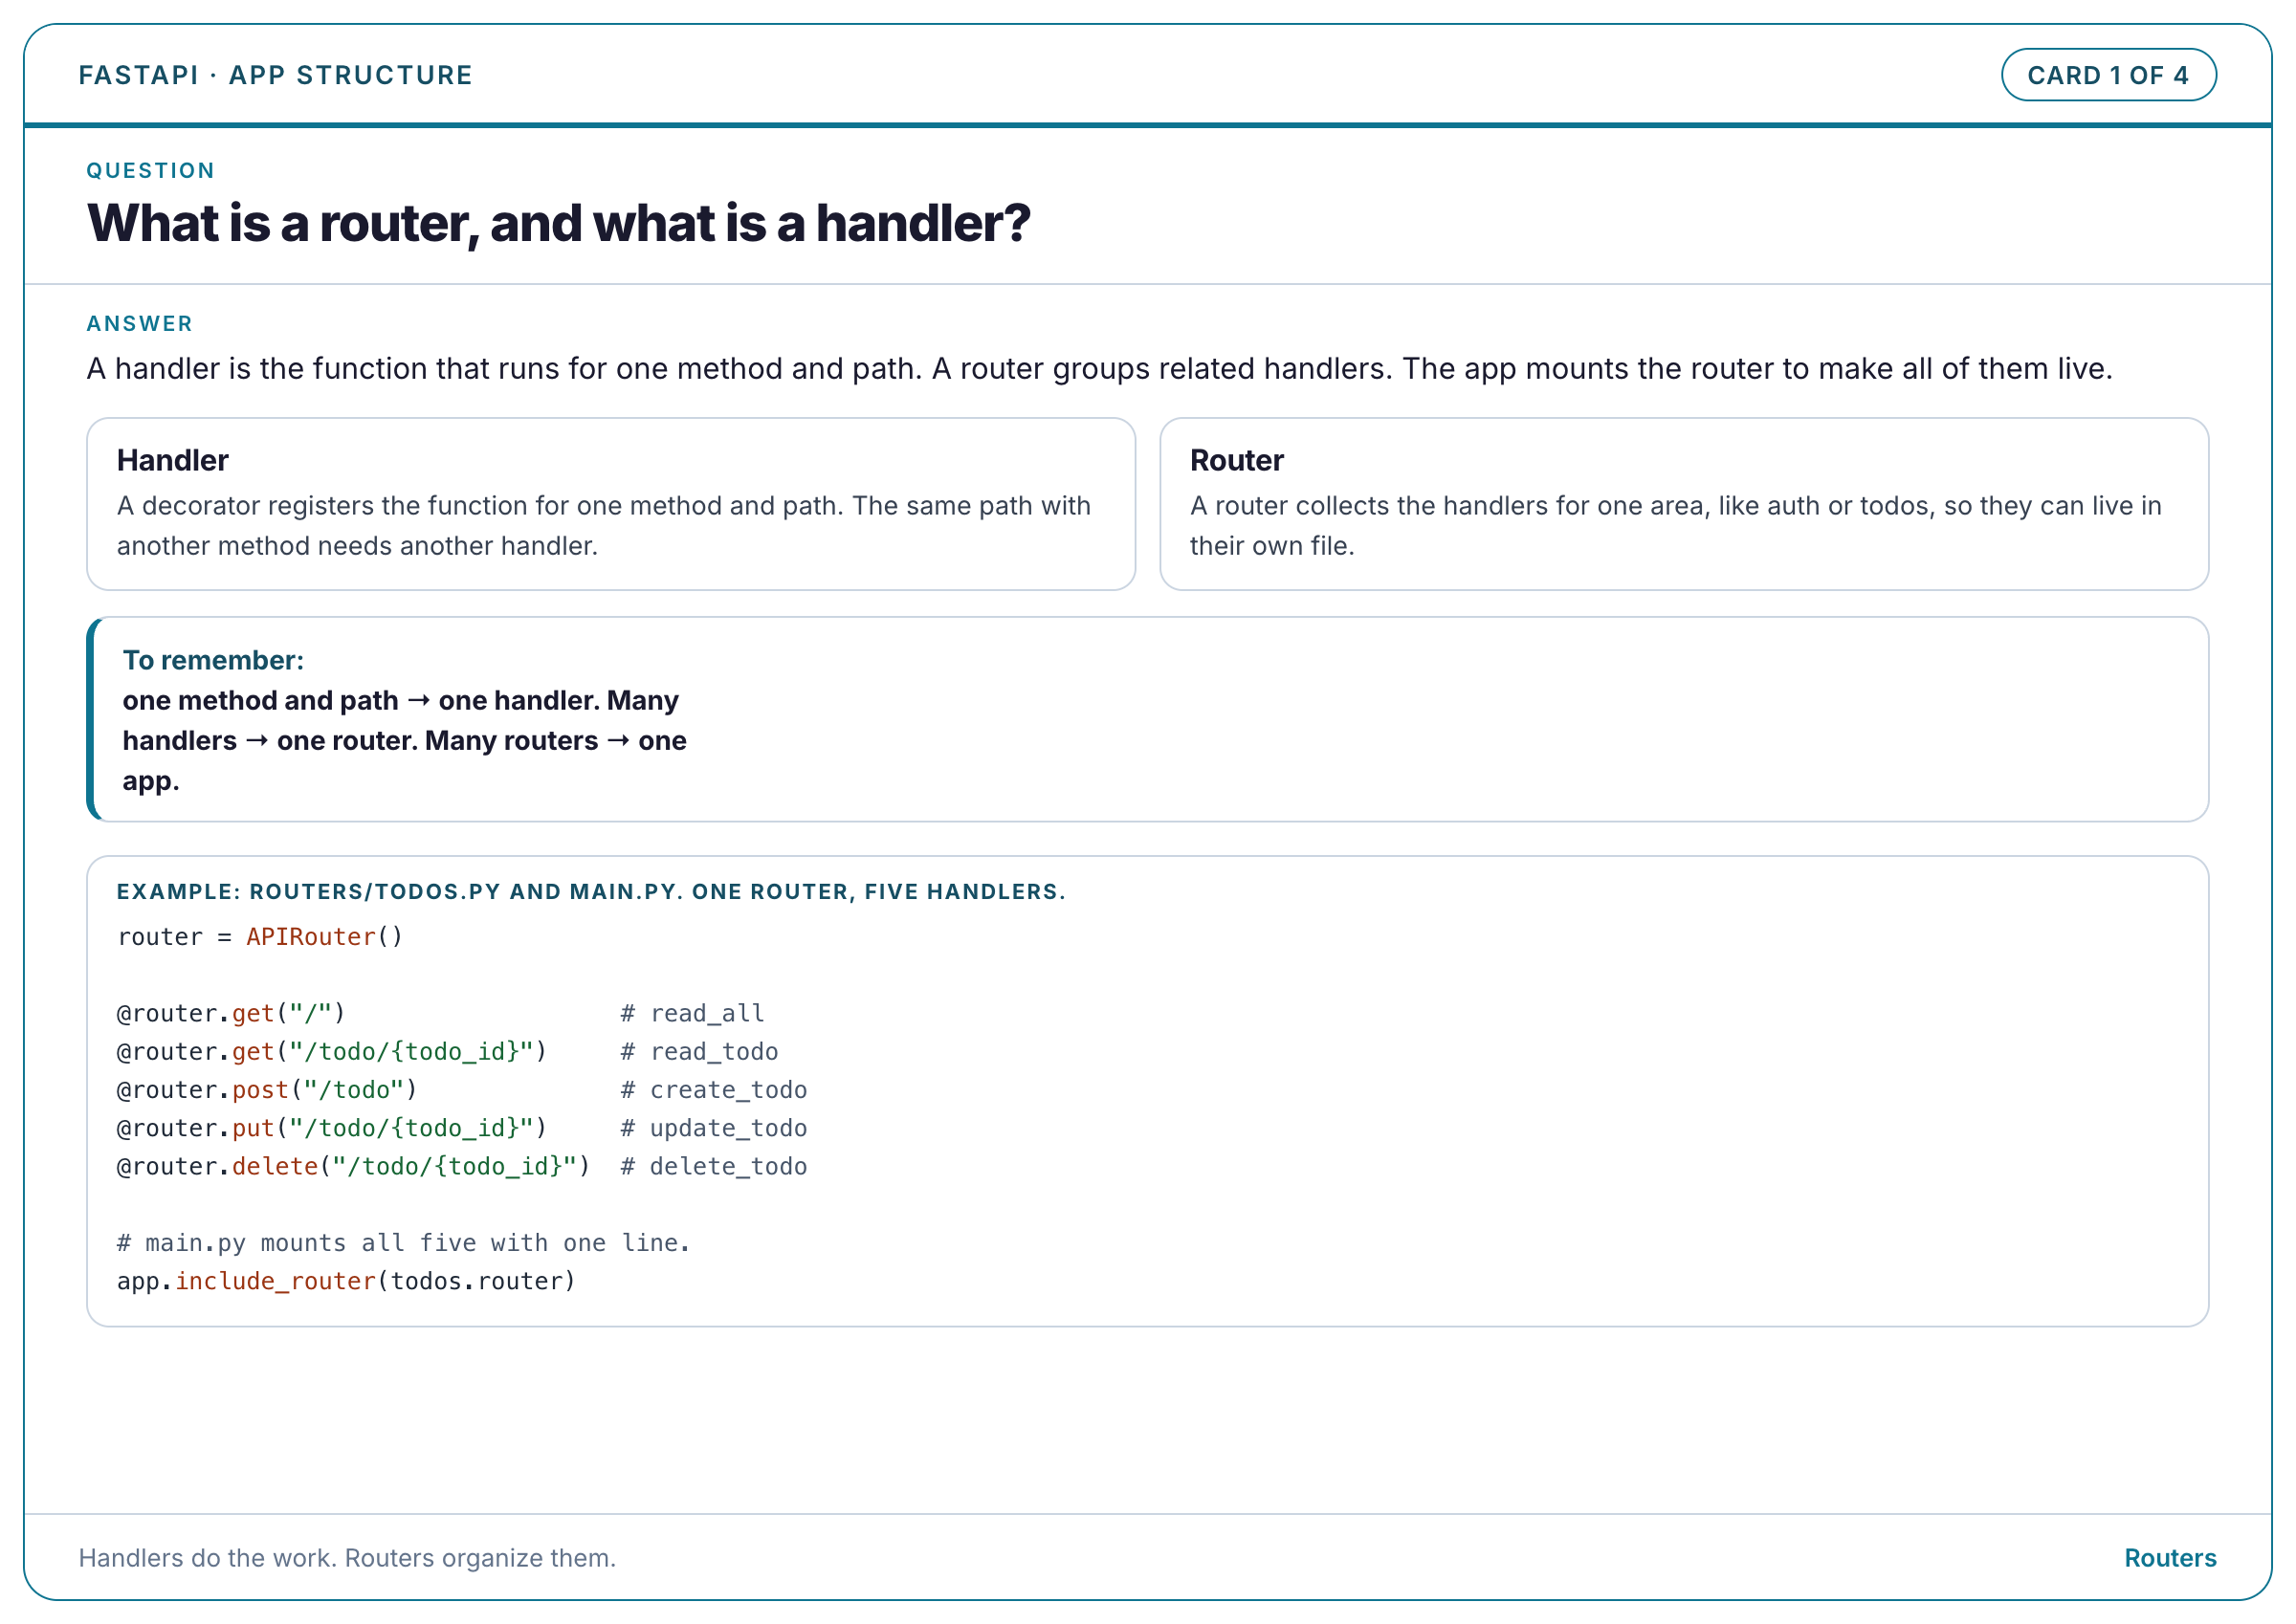 FASTAPI · APP STRUCTURE
CARD 1 OF 4
QUESTION
What is a router, and what is a handler?
ANSWER
A handler is the function that runs for one method and path. A router groups related handlers. The app mounts the router to make all of them live.
Handler
A decorator registers the function for one method and path. The same path with
another method needs another handler.
Router
A router collects the handlers for one area, like auth or todos, so they can live in
their own file.
To remember:
one method and path → one handler. Many
handlers → one router. Many routers → one
app.
EXAMPLE: ROUTERS/TODOS.PY AND MAIN.PY. ONE ROUTER, FIVE HANDLERS.
router = APIRouter()
@router.get("/")                   # read_all
@router.get("/todo/{todo_id}")     # read_todo
@router.post("/todo")              # create_todo
@router.put("/todo/{todo_id}")     # update_todo
@router.delete("/todo/{todo_id}")  # delete_todo
# main.py mounts all five with one line.
app.include_router(todos.router)
Handlers do the work. Routers organize them.
Routers